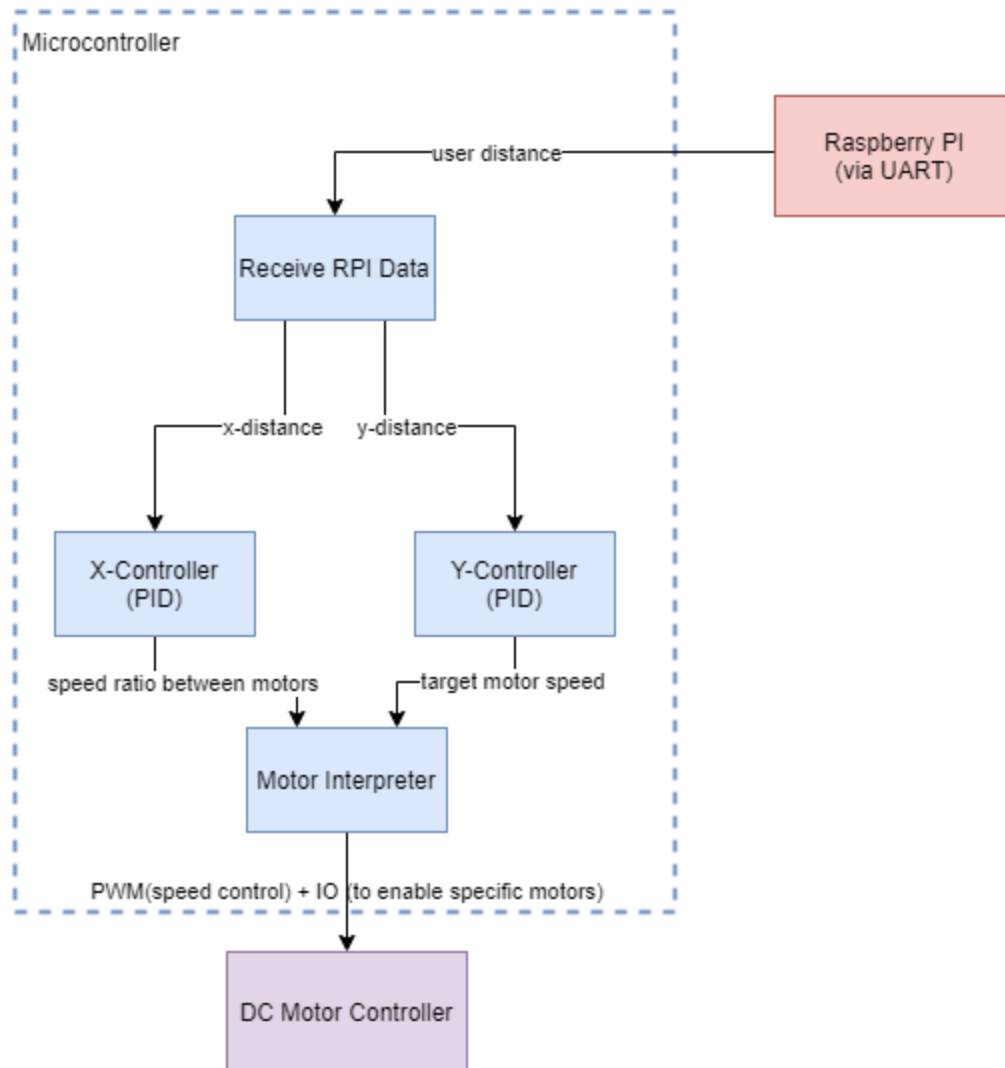 Microcontroller
Raspberry PI
(via UART)
user distance
Receive RPI Data
x-distance
y-distance
X-Controller
(PID)
Y-Controller
(PID)
speed ratio between motors
target motor speed
Motor Interpreter
PWM(speed control) + IO (to enable specific motors)
DC Motor Controller